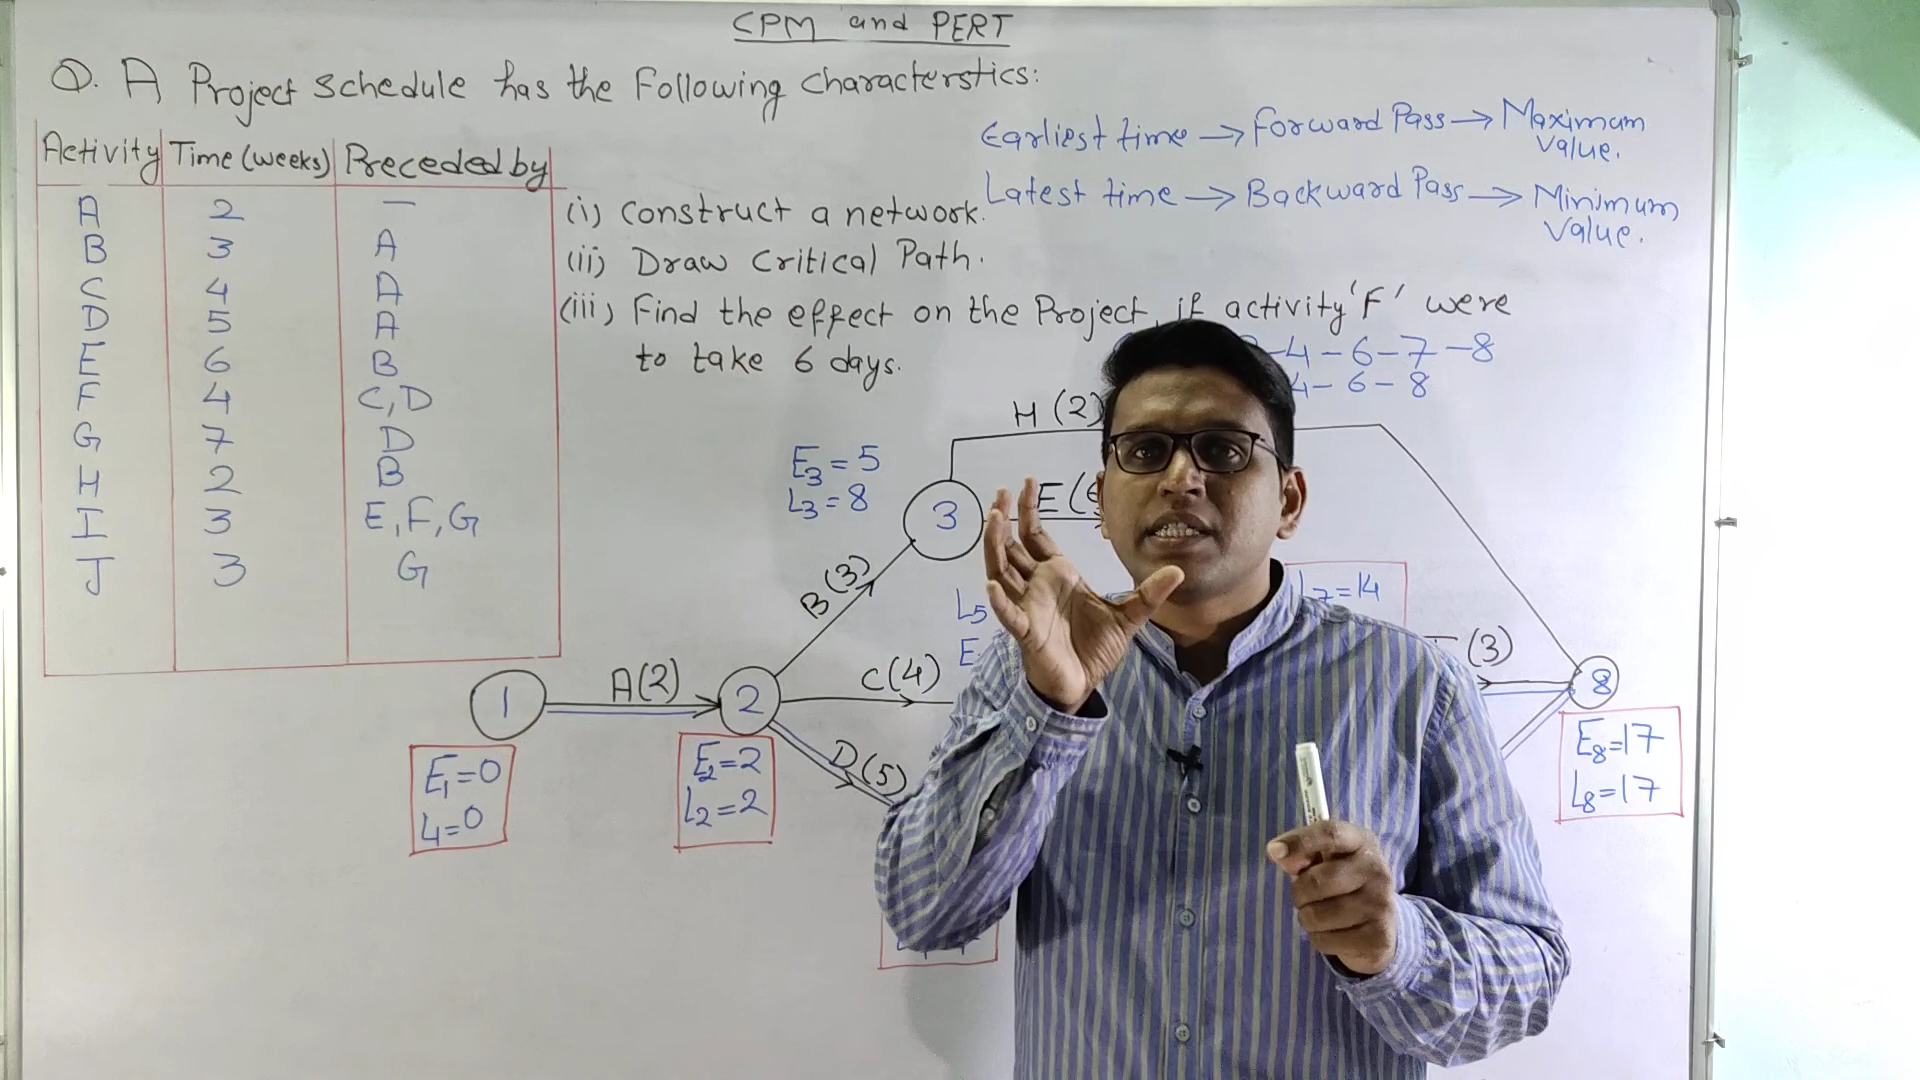 CPM and PERT
Q. A Project schedule has the Following Characterstics:
Activity Time (weeks) Preceded by
A 2 —
B 3 A
C 4 A
D 5 A
E 6 B
F 4 C, D
G 7 D
H 2 B
I 3 E, F, G
J 3 G
Earliest time → Forward Pass → Maximum
Value.
Latest time → Backward Pass → Minimum
Value.
(i) Construct a network.
(ii) Draw Critical Path.
(iii) Find the effect on the Project, if activity 'F' were
to take 6 days.
-4-6-7-8
4-6-8
H (2)
E3 = 5
L3 = 8
3
E (
B (3)
L5
E
7 = 14
C (4)
A (2)
1
2
D (5)
(3)
8
E1 = 0
L1 = 0
E2 = 2
L2 = 2
E8 = 17
L8 = 17